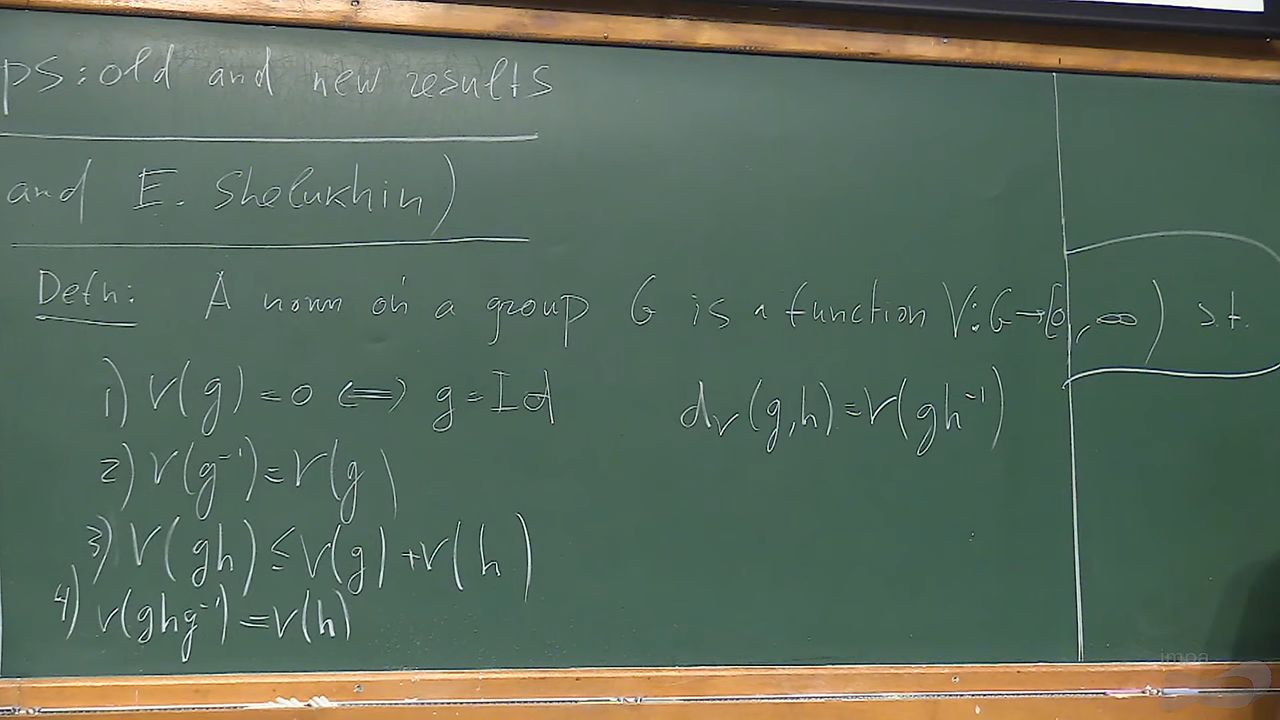 ps: old and new results
and E. Shelukhin)
Defn: A norm on a group G is a function ν: G→[0, ∞) s.t.
1) ν(g) = 0 ⟺ g = Id
d_ν(g,h) = ν(gh⁻¹)
2) ν(g⁻¹) = ν(g)
3) ν(gh) ≤ ν(g) + ν(h)
4) ν(ghg⁻¹) = ν(h)
impa